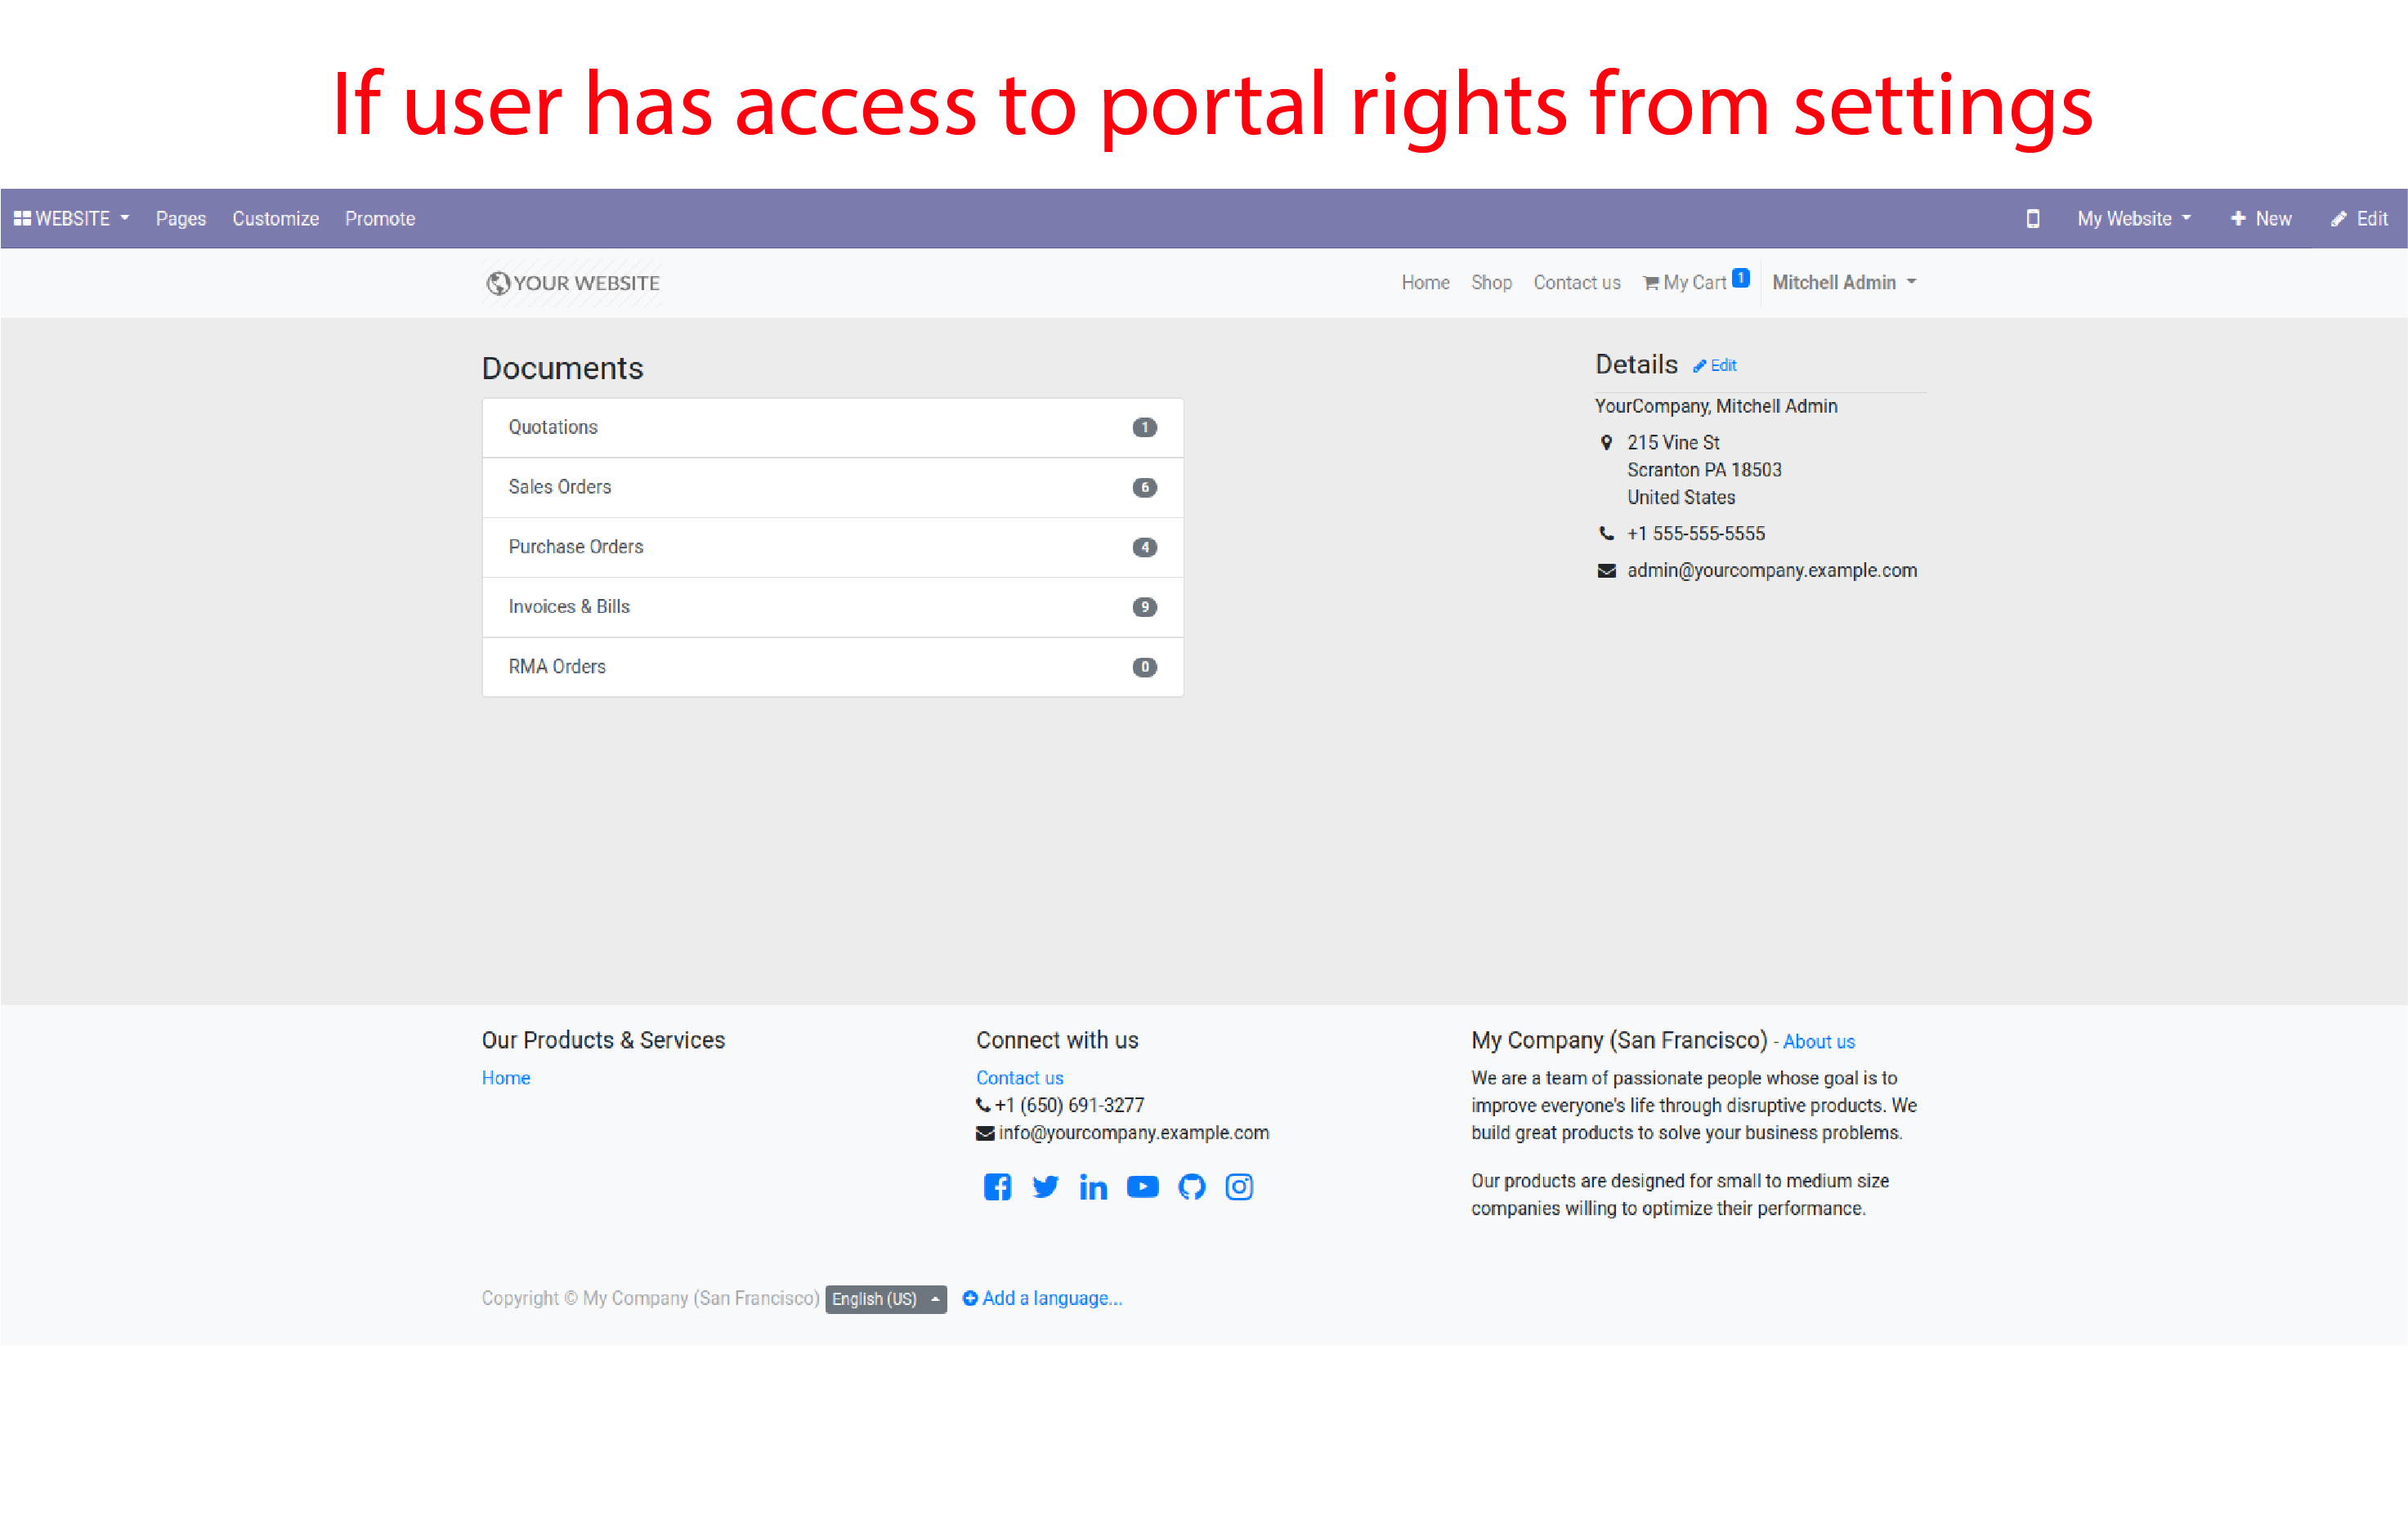 If user has access to portal rights from settings
WEBSITE Pages Customize Promote My Website New Edit
YOUR WEBSITE Home Shop Contact us My Cart 1 Mitchell Admin
Documents
Quotations 1
Sales Orders 6
Purchase Orders 4
Invoices & Bills 9
RMA Orders 0
Details Edit
YourCompany, Mitchell Admin
215 Vine St
Scranton PA 18503
United States
+1 555-555-5555
admin@yourcompany.example.com
Our Products & Services
Home
Connect with us
Contact us
+1 (650) 691-3277
info@yourcompany.example.com
My Company (San Francisco) - About us
We are a team of passionate people whose goal is to
improve everyone's life through disruptive products. We
build great products to solve your business problems.
Our products are designed for small to medium size
companies willing to optimize their performance.
Copyright © My Company (San Francisco) English (US) Add a language...